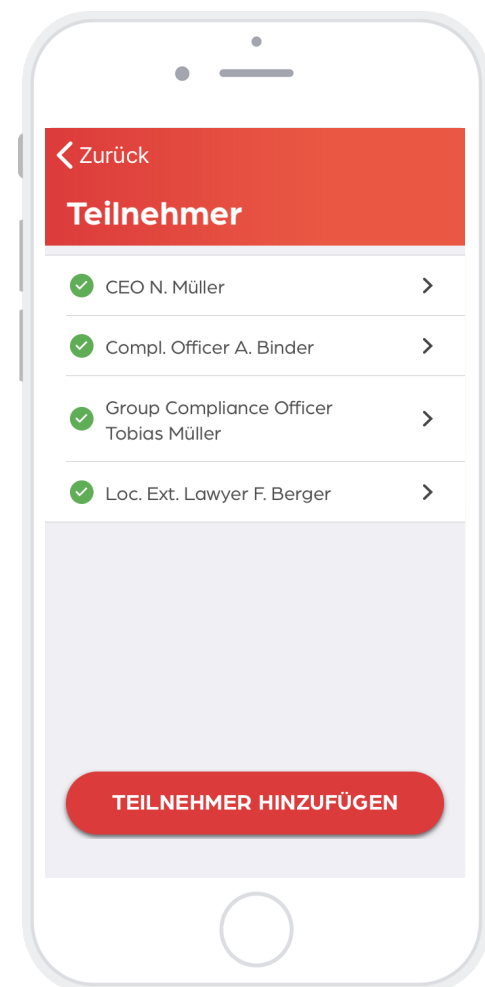 Zurück
Teilnehmer
CEO N. Müller
Compl. Officer A. Binder
Group Compliance Officer
Tobias Müller
Loc. Ext. Lawyer F. Berger
TEILNEHMER HINZUFÜGEN